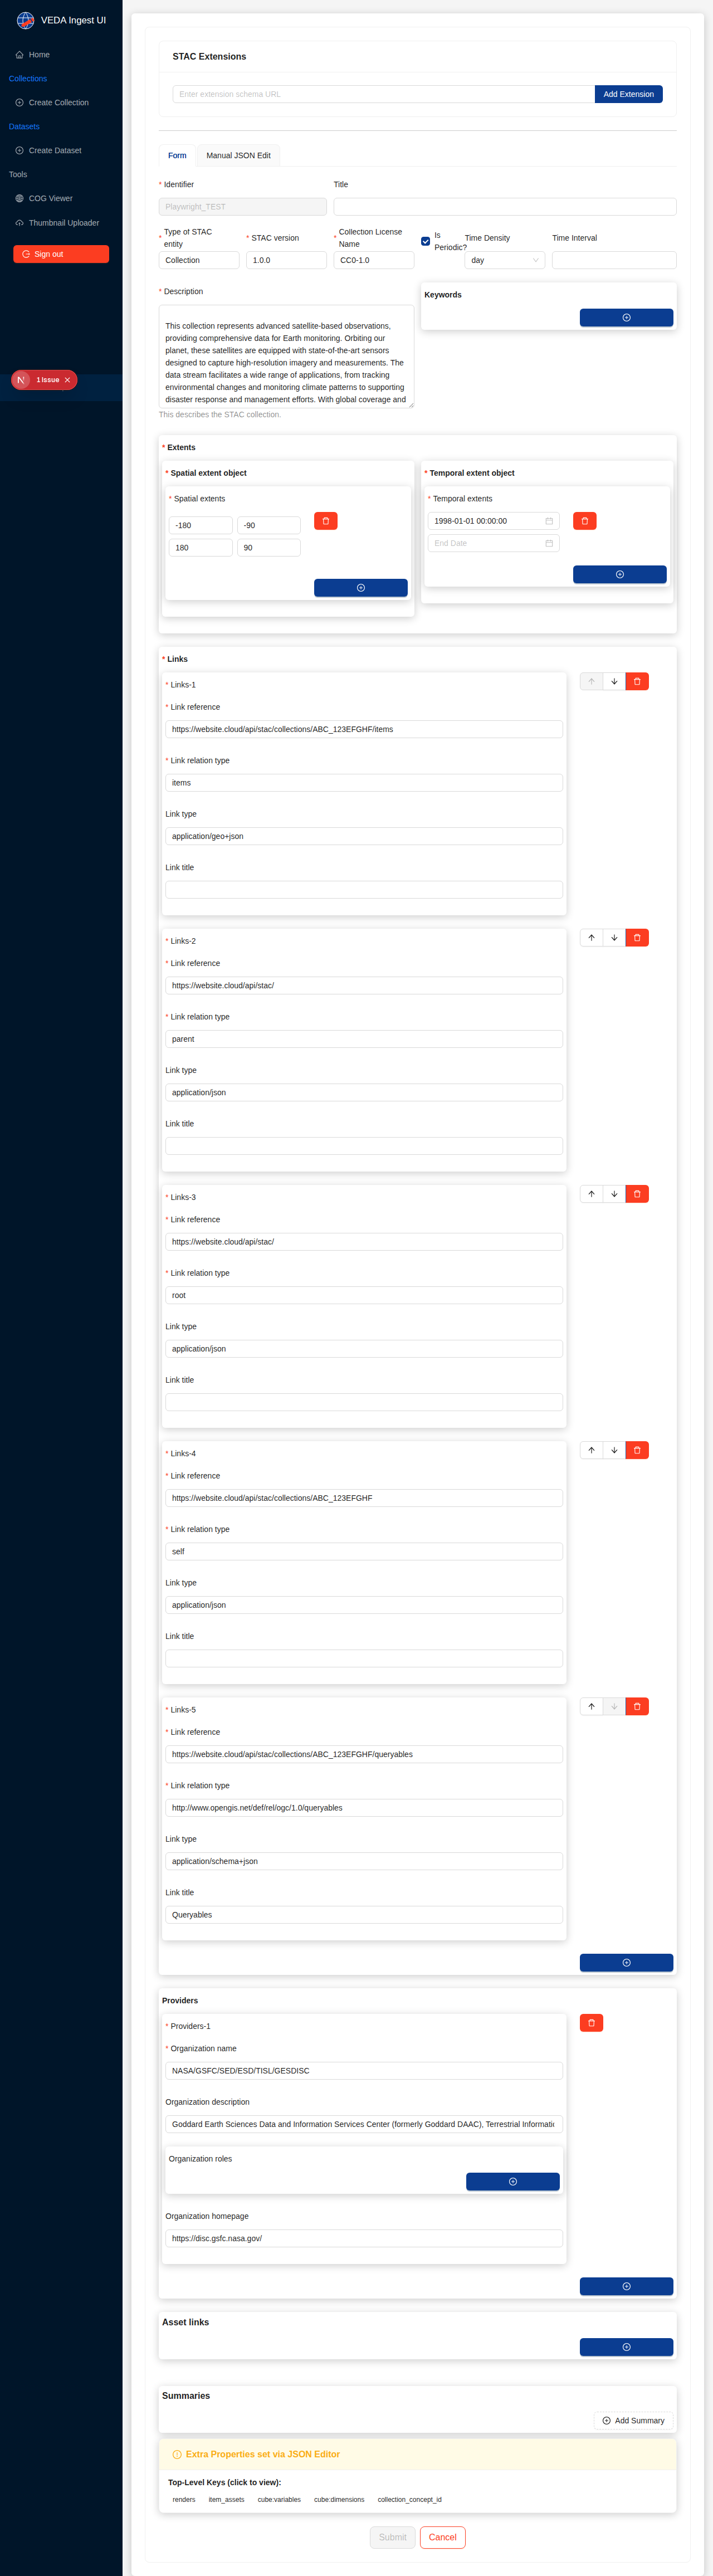 VEDA Ingest UI
Home
Collections
Create Collection
Datasets
Create Dataset
Tools
COG Viewer
Thumbnail Uploader
Sign out
N 1 Issue
STAC Extensions
Enter extension schema URL
Add Extension
Form
Manual JSON Edit
* Identifier
Playwright_TEST
Title
* Type of STAC entity
Collection
* STAC version
1.0.0
* Collection License Name
CC0-1.0
Is Periodic?
Time Density
day
Time Interval
* Description
This collection represents advanced satellite-based observations,
providing comprehensive data for Earth monitoring. Orbiting our
planet, these satellites are equipped with state-of-the-art sensors
designed to capture high-resolution imagery and measurements. The
data stream facilitates a wide range of applications, from tracking
environmental changes and monitoring climate patterns to supporting
disaster response and management efforts. With global coverage and
This describes the STAC collection.
Keywords
* Extents
* Spatial extent object
* Spatial extents
-180
-90
180
90
* Temporal extent object
* Temporal extents
1998-01-01 00:00:00
End Date
* Links
* Links-1
* Link reference
https://website.cloud/api/stac/collections/ABC_123EFGHF/items
* Link relation type
items
Link type
application/geo+json
Link title
* Links-2
* Link reference
https://website.cloud/api/stac/
* Link relation type
parent
Link type
application/json
Link title
* Links-3
* Link reference
https://website.cloud/api/stac/
* Link relation type
root
Link type
application/json
Link title
* Links-4
* Link reference
https://website.cloud/api/stac/collections/ABC_123EFGHF
* Link relation type
self
Link type
application/json
Link title
* Links-5
* Link reference
https://website.cloud/api/stac/collections/ABC_123EFGHF/queryables
* Link relation type
http://www.opengis.net/def/rel/ogc/1.0/queryables
Link type
application/schema+json
Link title
Queryables
Providers
* Providers-1
* Organization name
NASA/GSFC/SED/ESD/TISL/GESDISC
Organization description
Goddard Earth Sciences Data and Information Services Center (formerly Goddard DAAC), Terrestrial Informatic
Organization roles
Organization homepage
https://disc.gsfc.nasa.gov/
Asset links
Summaries
Add Summary
Extra Properties set via JSON Editor
Top-Level Keys (click to view):
renders item_assets cube:variables cube:dimensions collection_concept_id
Submit
Cancel